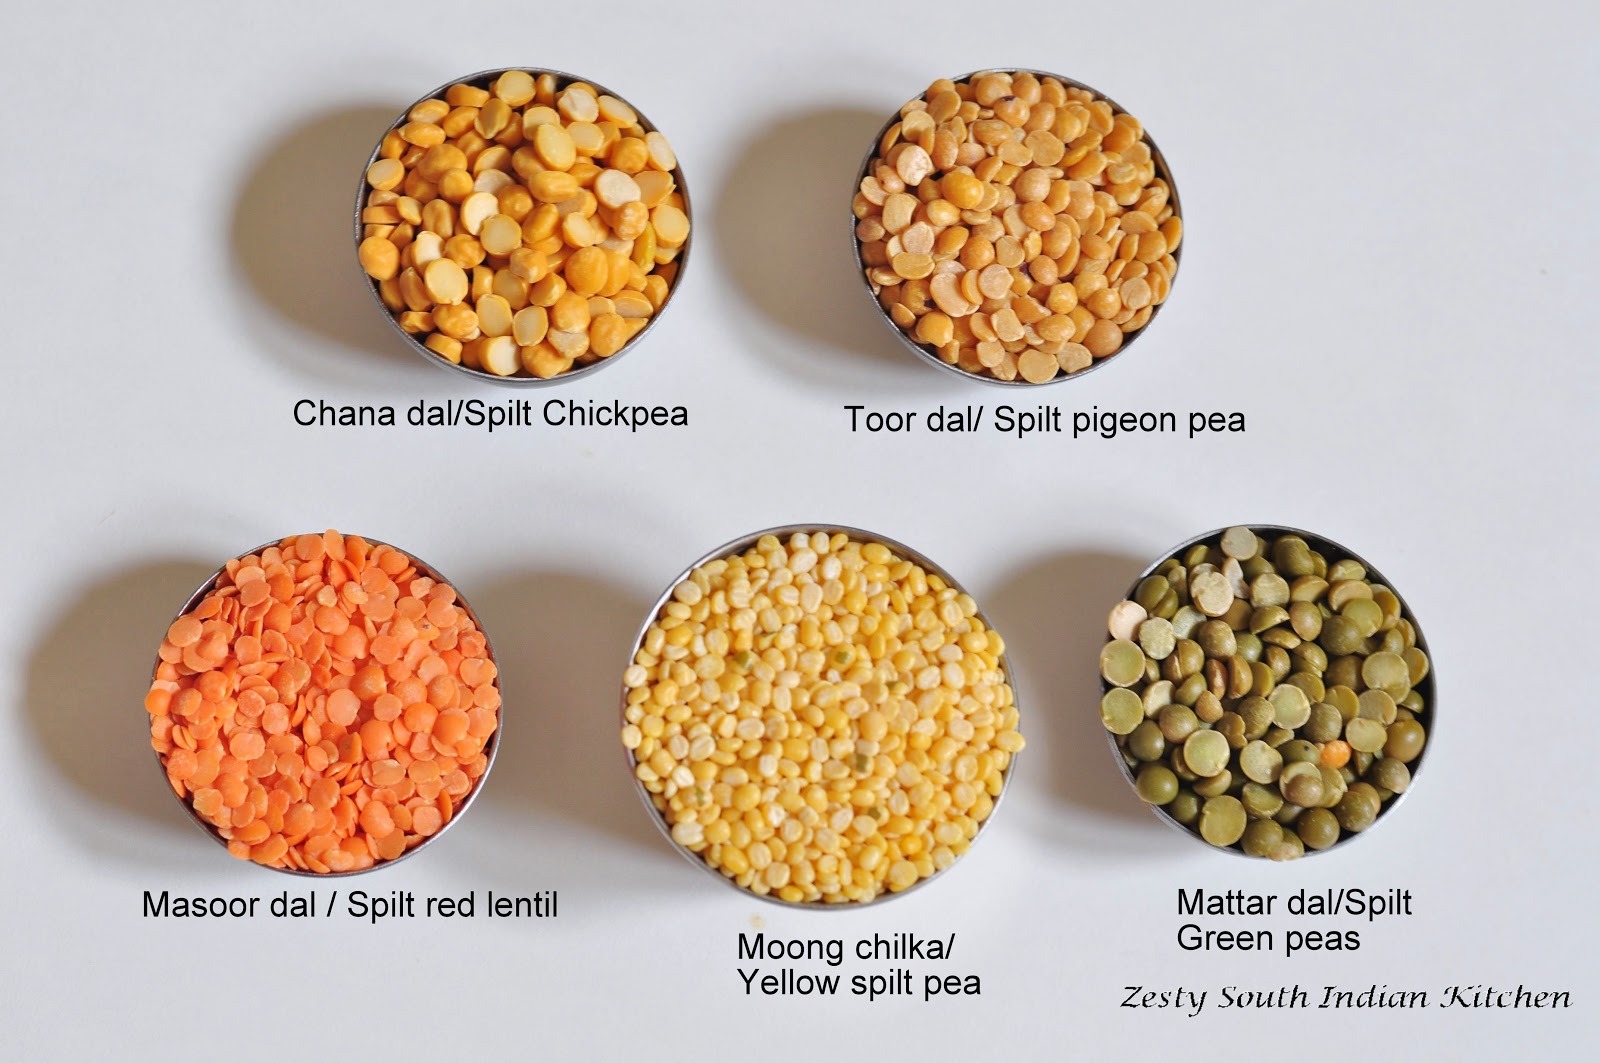 Chana dal/Spilt Chickpea
Toor dal/ Spilt pigeon pea
Masoor dal / Spilt red lentil
Moong chilka/
Yellow spilt pea
Mattar dal/Spilt
Green peas
Zesty South Indian Kitchen